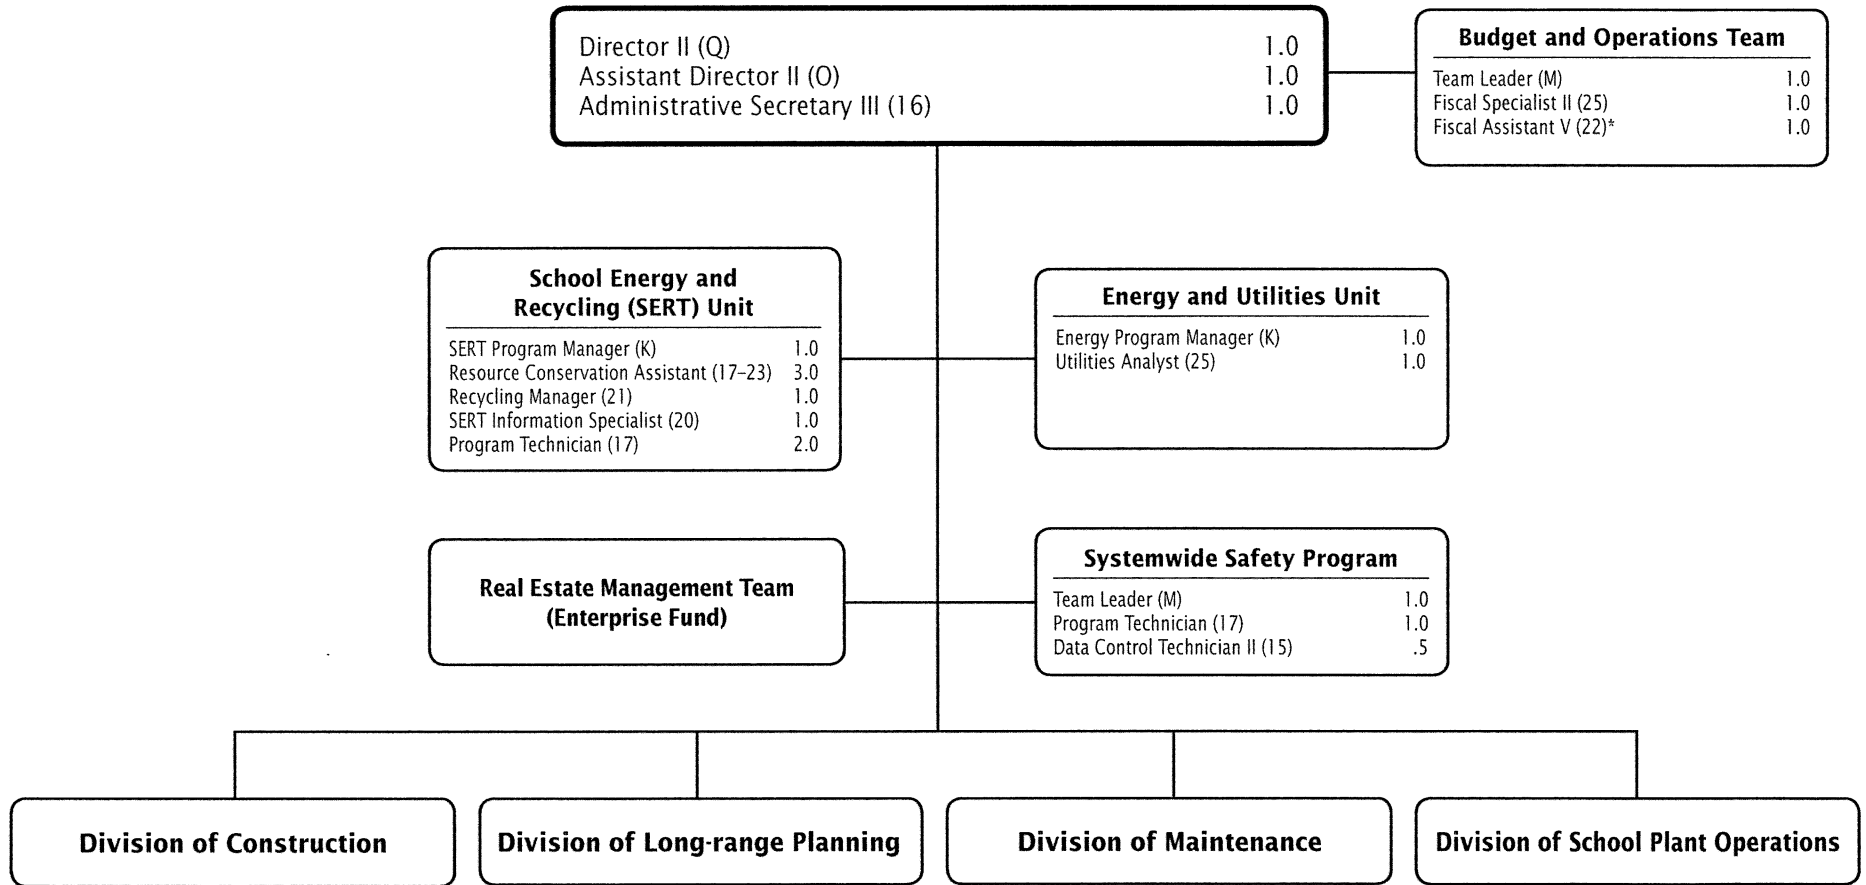 Director II (Q) 1.0
Assistant Director II (O) 1.0
Administrative Secretary III (16) 1.0
Budget and Operations Team
Team Leader (M) 1.0
Fiscal Specialist II (25) 1.0
Fiscal Assistant V (22)* 1.0
School Energy and
Recycling (SERT) Unit
SERT Program Manager (K) 1.0
Resource Conservation Assistant (17–23) 3.0
Recycling Manager (21) 1.0
SERT Information Specialist (20) 1.0
Program Technician (17) 2.0
Energy and Utilities Unit
Energy Program Manager (K) 1.0
Utilities Analyst (25) 1.0
Real Estate Management Team
(Enterprise Fund)
Systemwide Safety Program
Team Leader (M) 1.0
Program Technician (17) 1.0
Data Control Technician II (15) .5
Division of Construction
Division of Long-range Planning
Division of Maintenance
Division of School Plant Operations